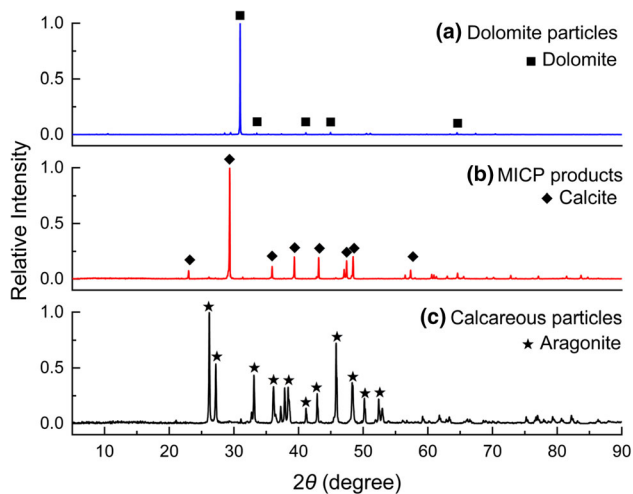 (a) Dolomite particles
■ Dolomite
1.0
0.5
0.0
(b) MICP products
◆ Calcite
1.0
0.5
0.0
(c) Calcareous particles
★ Aragonite
1.0
0.5
0.0
Relative Intensity
10 20 30 40 50 60 70 80 90
2θ (degree)